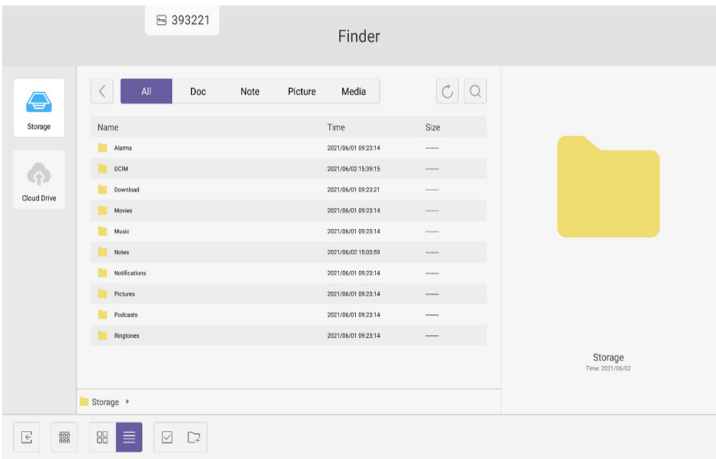 393221
Finder
Storage
Cloud Drive
All Doc Note Picture Media
Name Time Size
Alarms 2021/06/01 09:23:14 ------
DCIM 2021/06/02 15:39:15 ------
Download 2021/06/01 09:23:21 ------
Movies 2021/06/01 09:23:14 ------
Music 2021/06/01 09:23:14 ------
Notes 2021/06/02 15:03:59 ------
Notifications 2021/06/01 09:23:14 ------
Pictures 2021/06/01 09:23:14 ------
Podcasts 2021/06/01 09:23:14 ------
Ringtones 2021/06/01 09:23:14 ------
Storage
Storage
Time: 2021/06/02